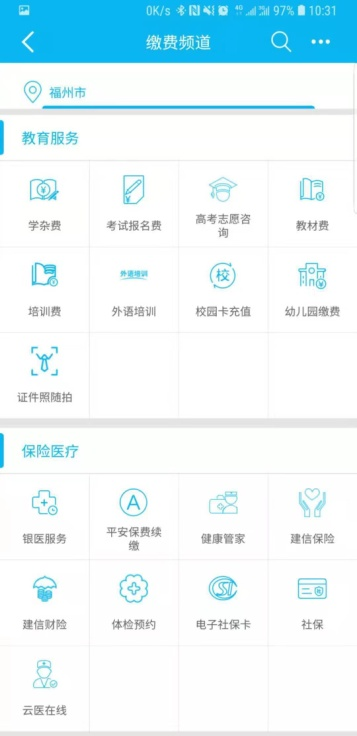 0K/s 4G 97% 10:31
缴费频道
福州市
教育服务
学杂费
考试报名费
高考志愿咨
询
教材费
培训费
外语培训
外语培训
校
校园卡充值
幼儿园缴费
证件照随拍
保险医疗
银医服务
A
平安保费续
缴
健康管家
建信保险
建信财险
体检预约
电子社保卡
社保
云医在线